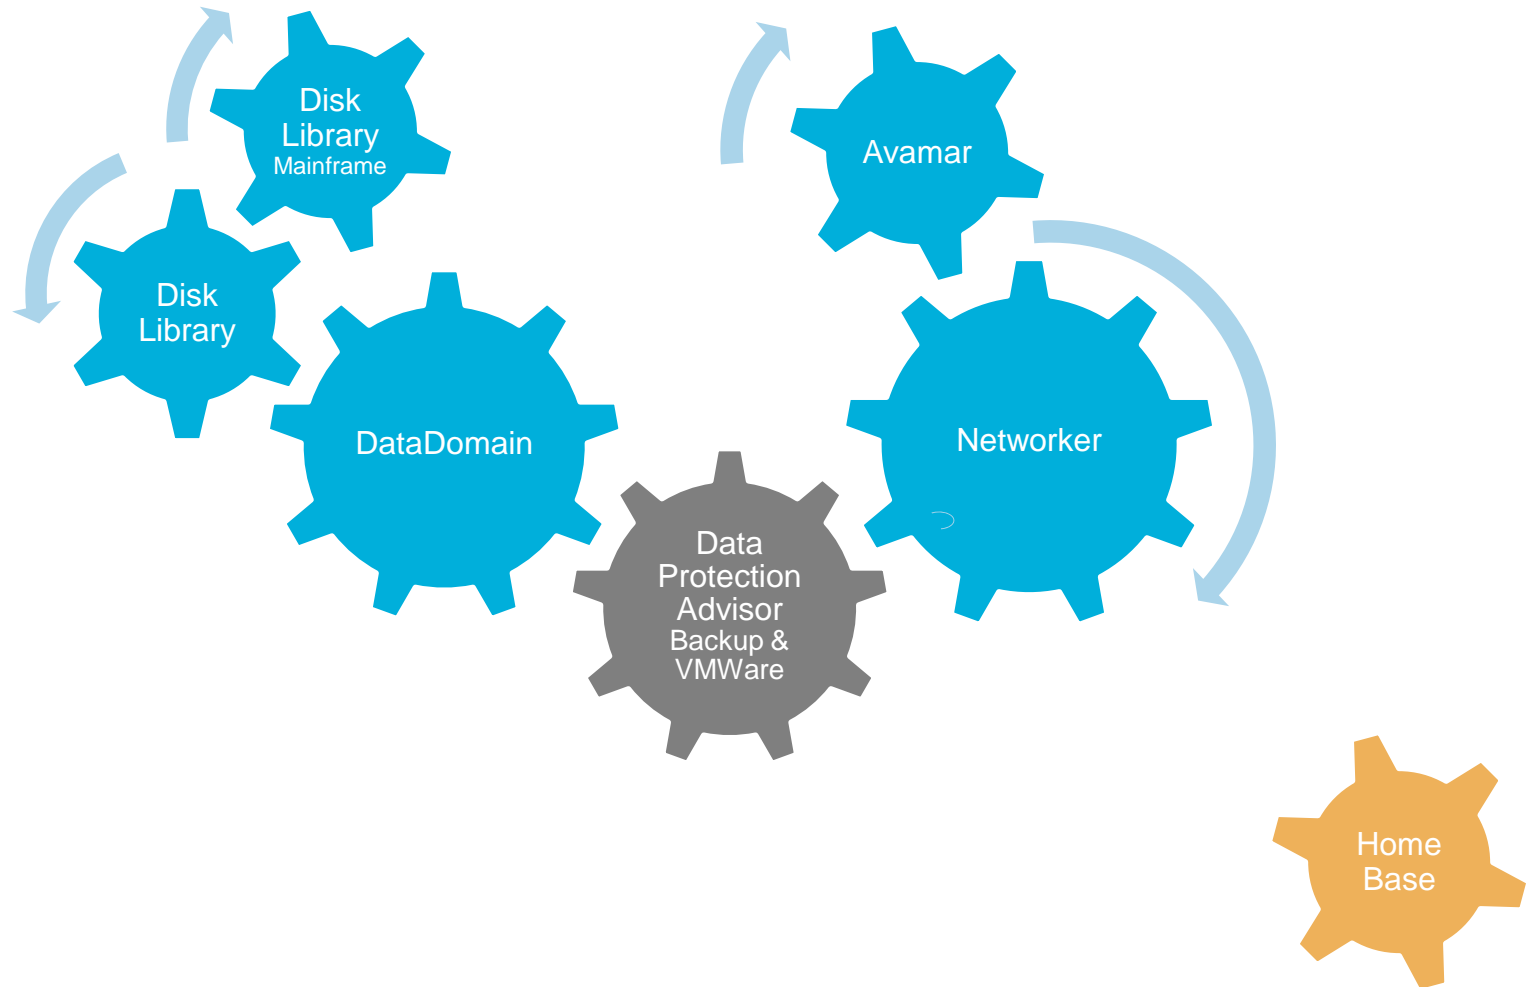 Disk
Library
Mainframe
Avamar
Disk
Library
DataDomain
Networker
Data
Protection
Advisor
Backup &
VMWare
Home
Base